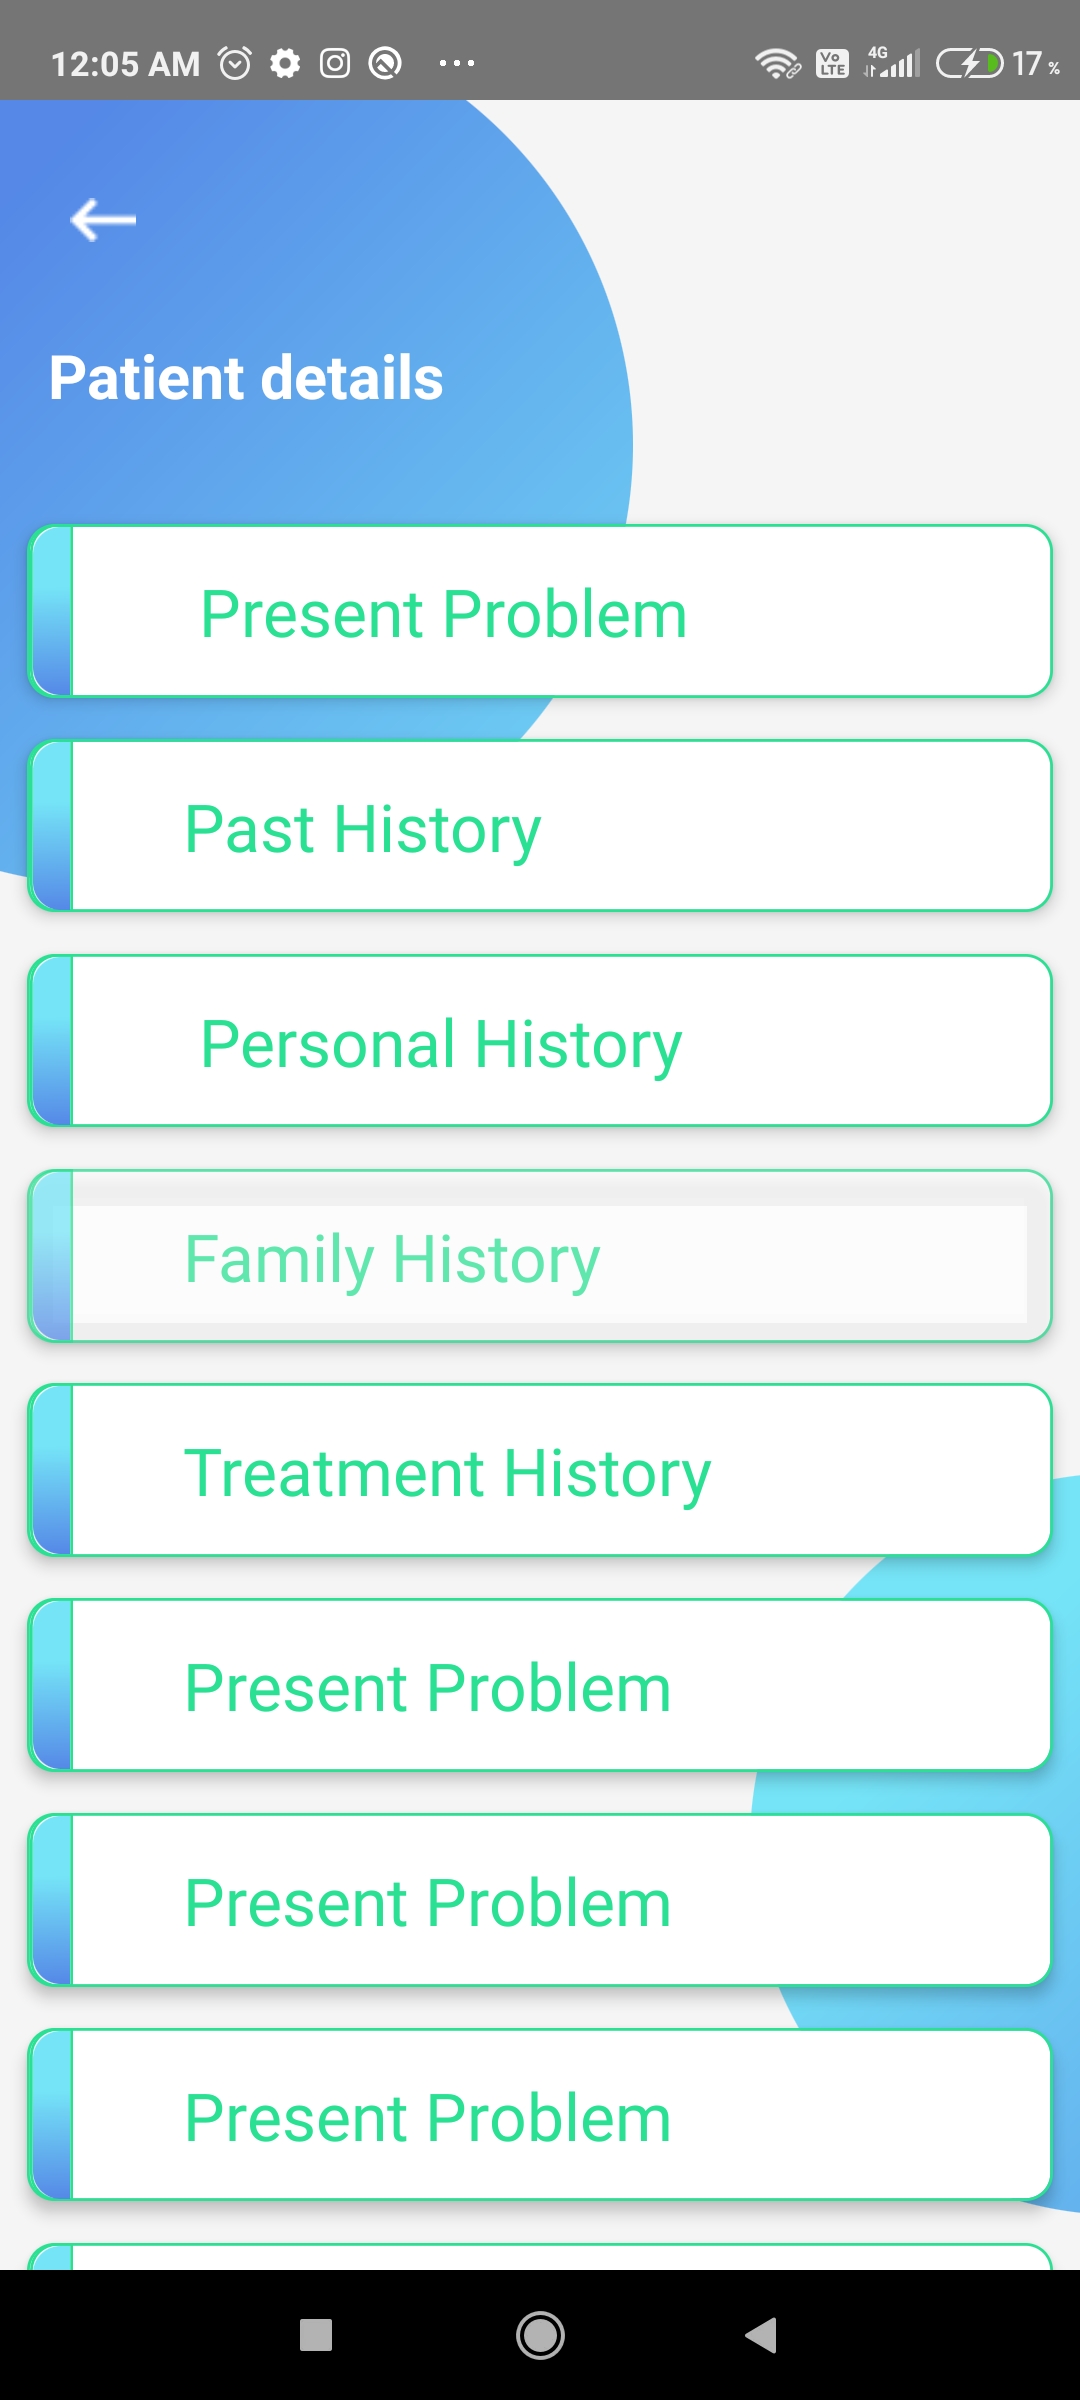 12:05 AM
Vo LTE
4G
17 %
Patient details
Present Problem
Past History
Personal History
Family History
Treatment History
Present Problem
Present Problem
Present Problem